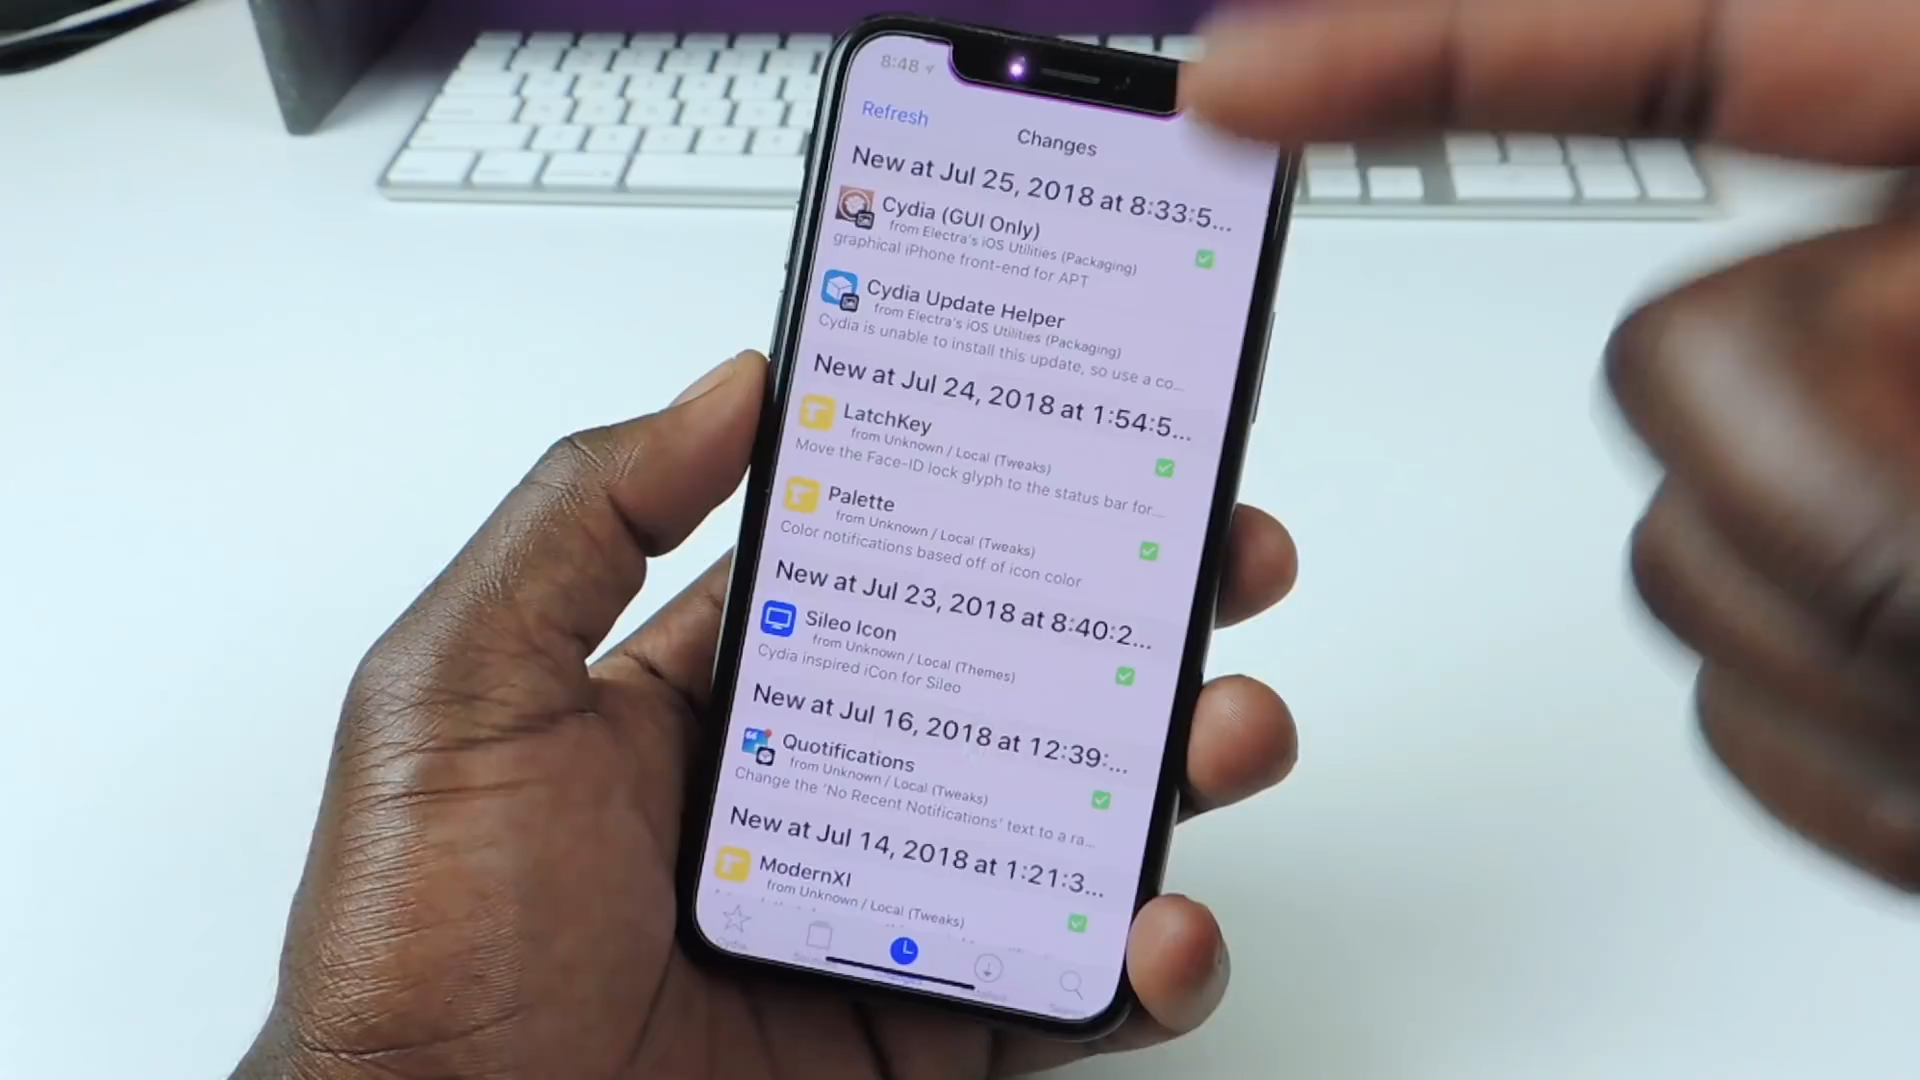 8:48
Refresh
Changes
New at Jul 25, 2018 at 8:33:5...
Cydia (GUI Only)
from Electra's iOS Utilities (Packaging)
graphical iPhone front-end for APT
Cydia Update Helper
from Electra's iOS Utilities (Packaging)
Cydia is unable to install this update, so use a co...
New at Jul 24, 2018 at 1:54:5...
LatchKey
from Unknown / Local (Tweaks)
Move the Face-ID lock glyph to the status bar for...
Palette
from Unknown / Local (Tweaks)
Color notifications based off of icon color
New at Jul 23, 2018 at 8:40:2...
Sileo Icon
from Unknown / Local (Themes)
Cydia inspired iCon for Sileo
New at Jul 16, 2018 at 12:39:...
Quotifications
from Unknown / Local (Tweaks)
Change the 'No Recent Notifications' text to a ra...
New at Jul 14, 2018 at 1:21:3...
ModernXI
from Unknown / Local (Tweaks)
Cydia